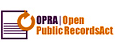 OPRA | Open
Public RecordsAct